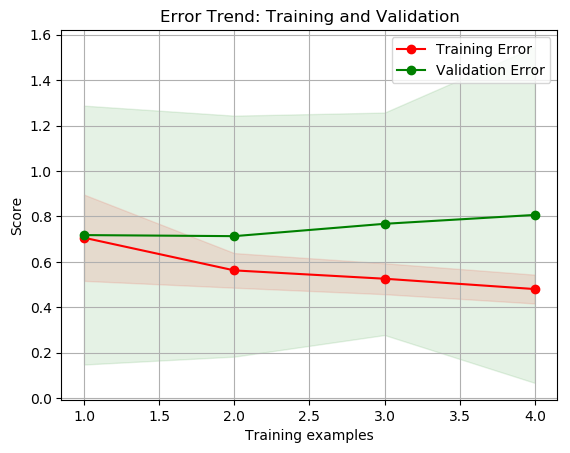 Error Trend: Training and Validation
Training Error
Validation Error
Score
1.6
1.4
1.2
1.0
0.8
0.6
0.4
0.2
0.0
1.0 1.5 2.0 2.5 3.0 3.5 4.0
Training examples